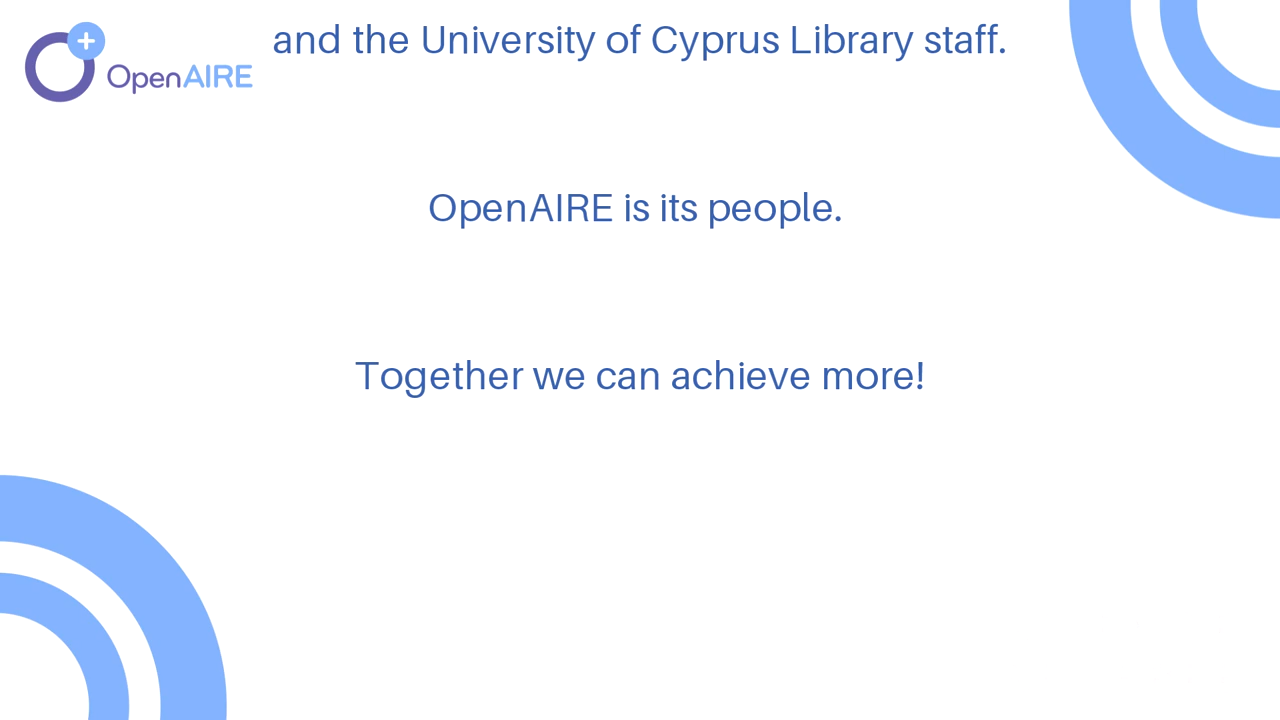 and the University of Cyprus Library staff.
OpenAIRE
OpenAIRE is its people.
Together we can achieve more!